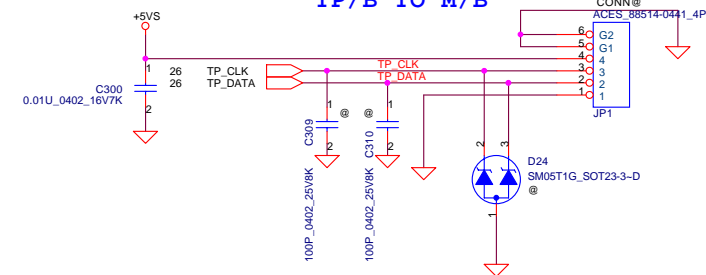 TP/B TO M/B
CONN@
ACES_88514-0441_4P
+5VS
6 G2
5 G1
4 4
3 3
2 2
1 1
JP1
1
C300
0.01U_0402_16V7K
2
26 TP_CLK
26 TP_DATA
TP_CLK
TP_DATA
1 @
C309
2
100P_0402_25V8K
1 @
C310
2
100P_0402_25V8K
2 3
D24
SM05T1G_SOT23-3~D
@
1